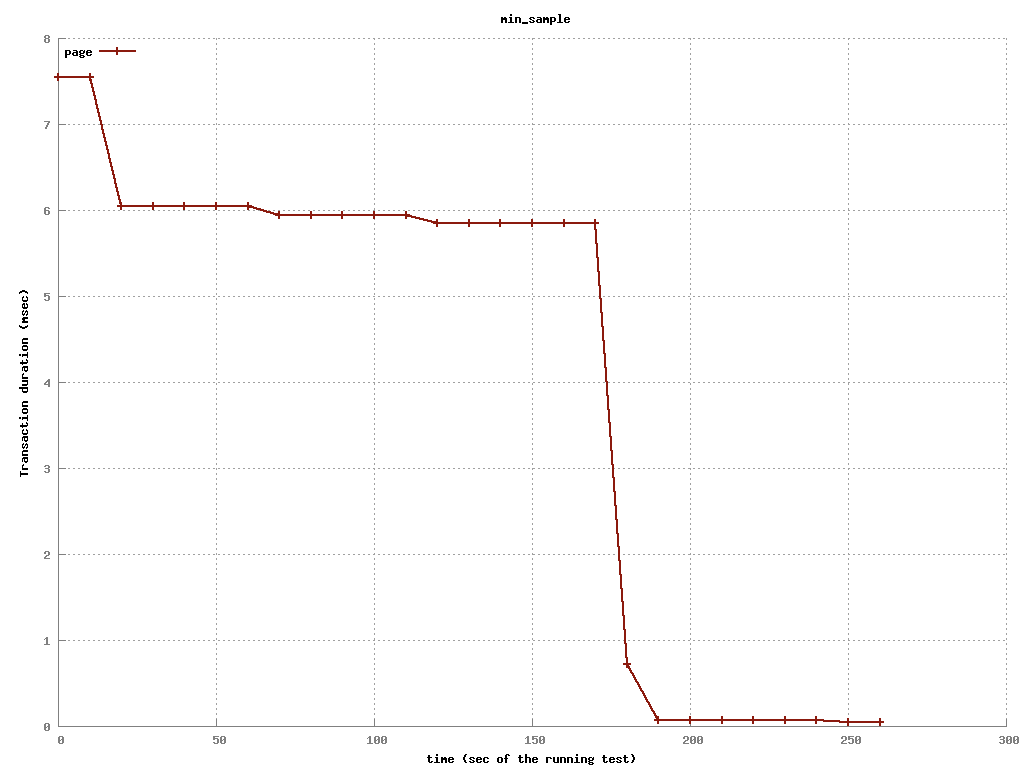 min_sample
page
8
7
6
5
4
3
2
1
0
Transaction duration (msec)
0 50 100 150 200 250 300
time (sec of the running test)